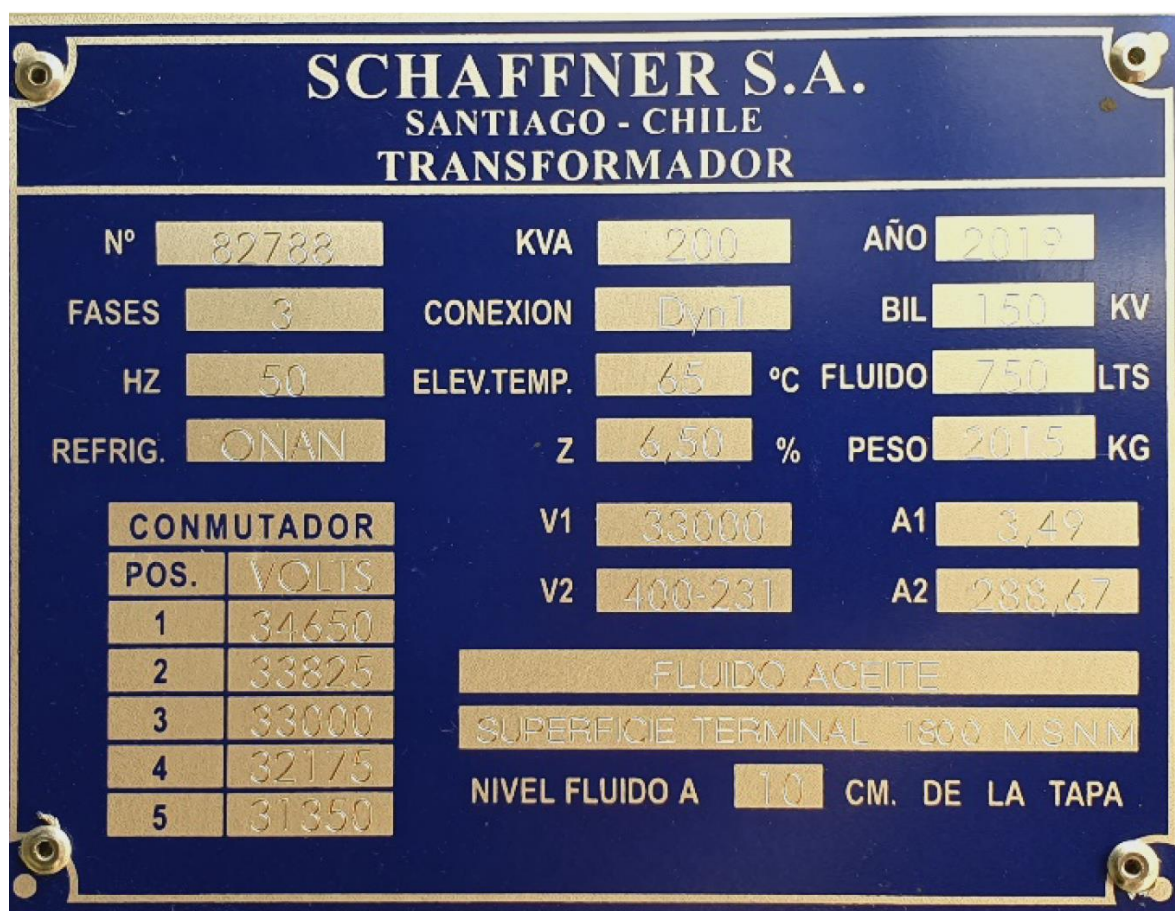 SCHAFFNER S.A.
SANTIAGO - CHILE
TRANSFORMADOR
Nº 82788 KVA 200 AÑO 2019
FASES 3 CONEXION Dyn1 BIL 150 KV
HZ 50 ELEV.TEMP. 65 ºC FLUIDO 750 LTS
REFRIG. ONAN Z 6,50 % PESO 2015 KG
CONMUTADOR
POS. VOLTS
1 34650
2 33825
3 33000
4 32175
5 31350
V1 33000 A1 3,49
V2 400-231 A2 288,67
FLUIDO ACEITE
SUPERFICIE TERMINAL 1800 M.S.N.M
NIVEL FLUIDO A 10 CM. DE LA TAPA